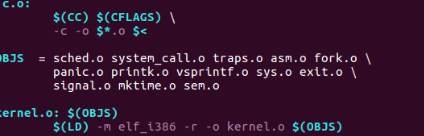 c.o:
$(CC) $(CFLAGS) \
-c -o $*.o $<
OBJS = sched.o system_call.o traps.o asm.o fork.o \
panic.o printk.o vsprintf.o sys.o exit.o \
signal.o mktime.o sem.o
kernel.o: $(OBJS)
$(LD) -m elf_i386 -r -o kernel.o $(OBJS)